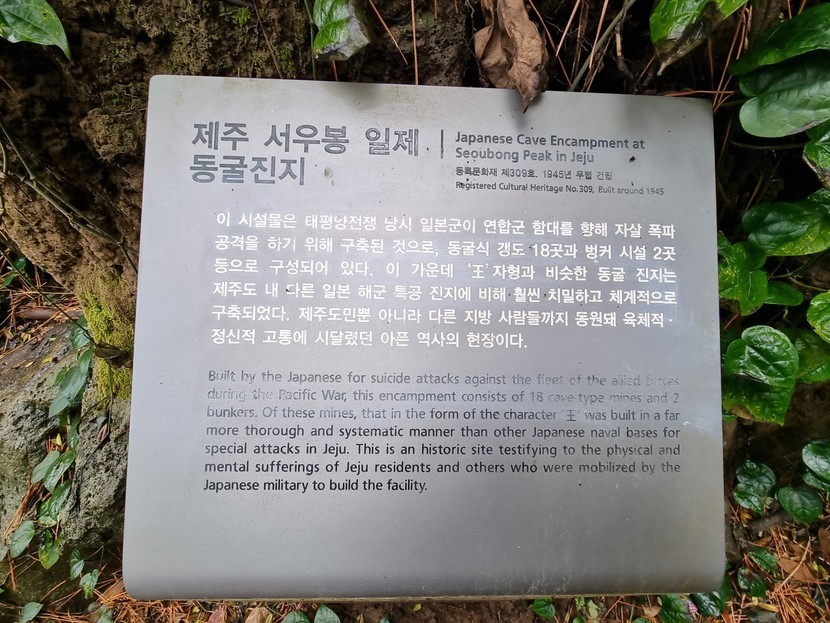 제주 서우봉 일제
동굴진지
Japanese Cave Encampment at
Seoubong Peak in Jeju
등록문화재 제309호. 1945년 무렵 건립
Registered Cultural Heritage No.309, Built around 1945
이 시설물은 태평양전쟁 당시 일본군이 연합군 함대를 향해 자살 폭파
공격을 하기 위해 구축된 것으로, 동굴식 갱도 18곳과 벙커 시설 2곳
등으로 구성되어 있다. 이 가운데 '王'자형과 비슷한 동굴 진지는
제주도 내 다른 일본 해군 특공 진지에 비해 훨씬 치밀하고 체계적으로
구축되었다. 제주도민뿐 아니라 다른 지방 사람들까지 동원돼 육체적·
정신적 고통에 시달렸던 아픈 역사의 현장이다.
Built by the Japanese for suicide attacks against the fleet of the allied forces
during the Pacific War, this encampment consists of 18 cave-type mines and 2
bunkers. Of these mines, that in the form of the character '王' was built in a far
more thorough and systematic manner than other Japanese naval bases for
special attacks in Jeju. This is an historic site testifying to the physical and
mental sufferings of Jeju residents and others who were mobilized by the
Japanese military to build the facility.